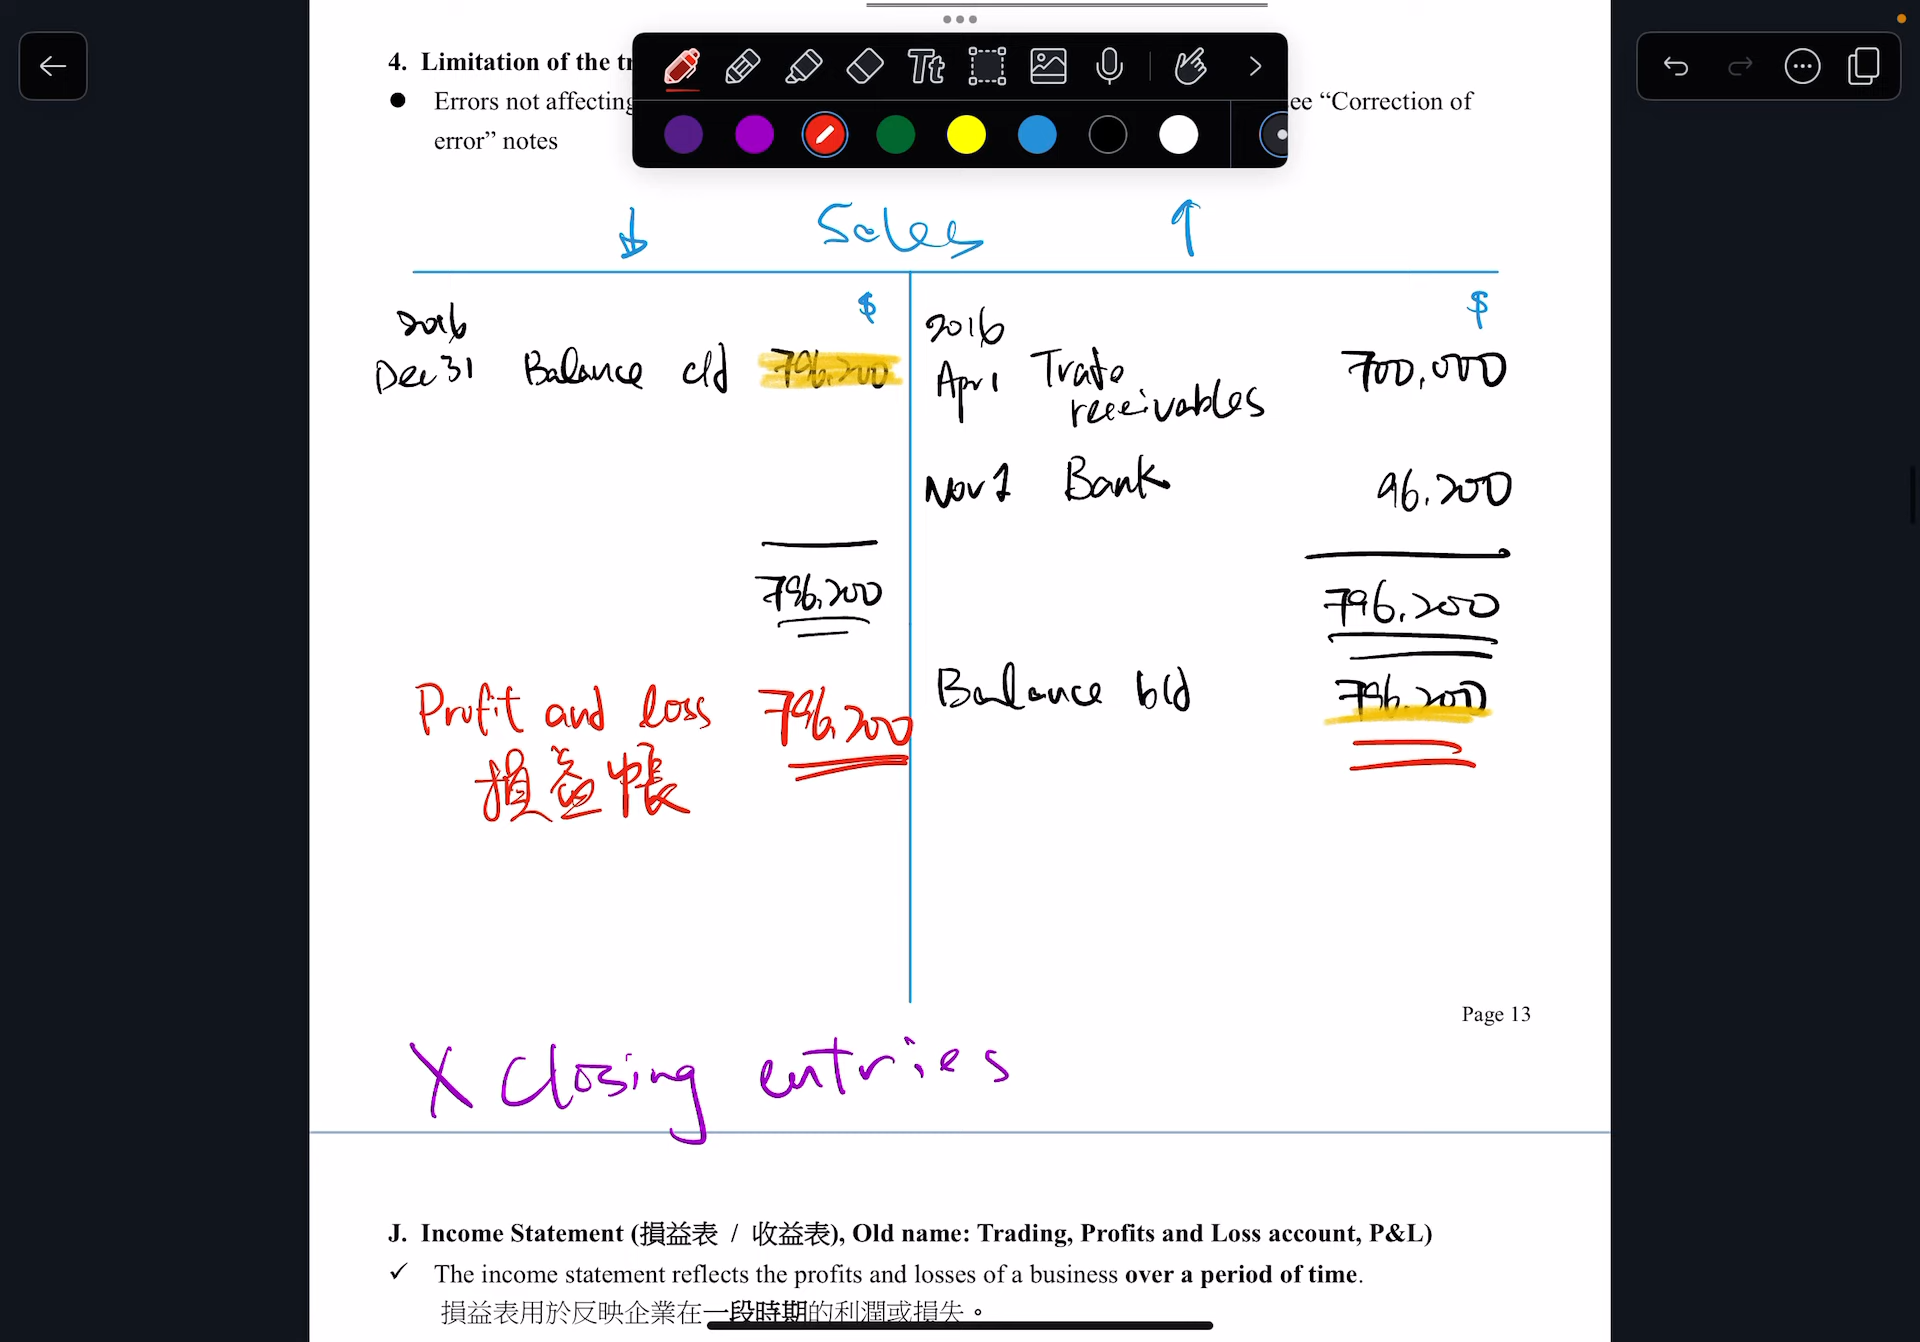 4. Limitation of the tr
● Errors not affecting ee “Correction of
error” notes
Tt
↓ Sales ↑
$ $
2016 2016
Dec 31 Balance c/d 796,200 Apr 1 Trade receivables 700,000
Nov 1 Bank 96,200
796,200 796,200
Balance b/d 796,200
Profit and loss 796,200
損益帳
Page 13
X Closing entries
J. Income Statement (損益表 / 收益表), Old name: Trading, Profits and Loss account, P&L)
✓ The income statement reflects the profits and losses of a business over a period of time.
損益表用於反映企業在一段時期的利潤或損失。